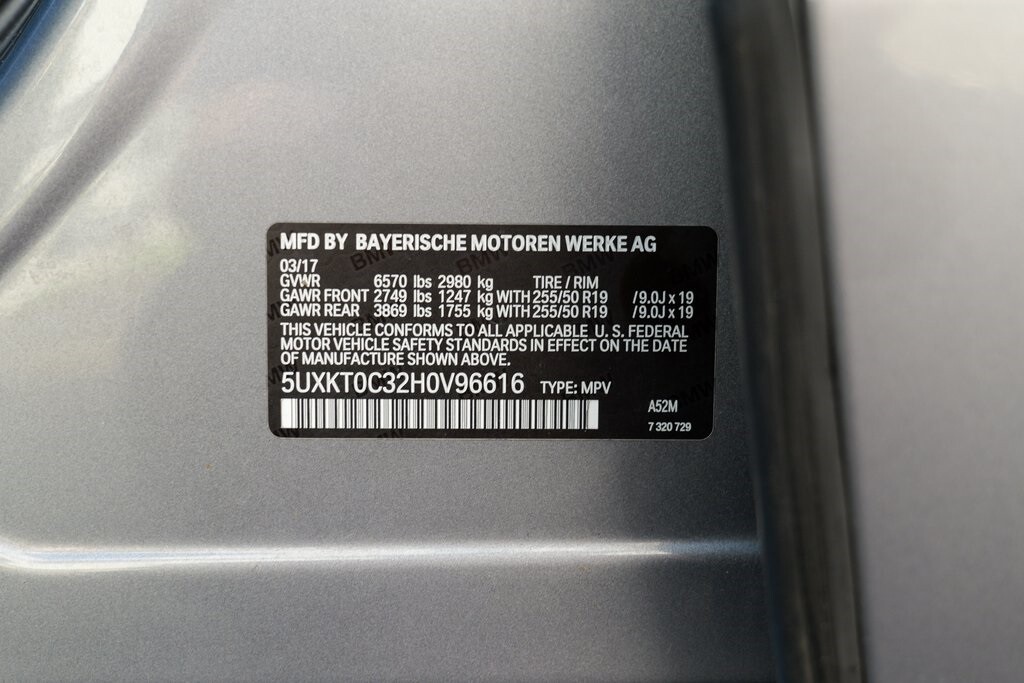 MFD BY BAYERISCHE MOTOREN WERKE AG
03/17
GVWR 6570 lbs 2980 kg TIRE / RIM
GAWR FRONT 2749 lbs 1247 kg WITH 255/50 R19 / 9.0J x 19
GAWR REAR 3869 lbs 1755 kg WITH 255/50 R19 / 9.0J x 19
THIS VEHICLE CONFORMS TO ALL APPLICABLE U. S. FEDERAL
MOTOR VEHICLE SAFETY STANDARDS IN EFFECT ON THE DATE
OF MANUFACTURE SHOWN ABOVE.
5UXKT0C32H0V96616 TYPE: MPV
A52M
7 320 729